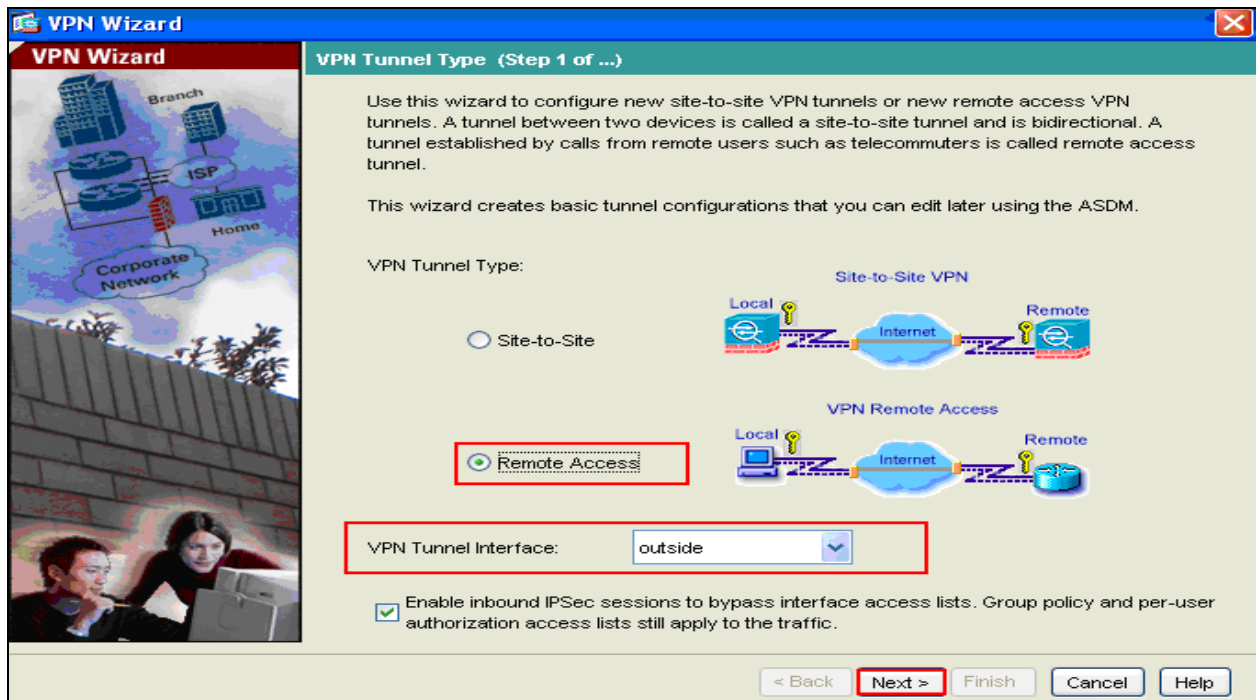 VPN Wizard
VPN Wizard
Branch
ISP
Home
Corporate
Network
VPN Tunnel Type (Step 1 of ...)
Use this wizard to configure new site-to-site VPN tunnels or new remote access VPN
tunnels. A tunnel between two devices is called a site-to-site tunnel and is bidirectional. A
tunnel established by calls from remote users such as telecommuters is called remote access
tunnel.
This wizard creates basic tunnel configurations that you can edit later using the ASDM.
VPN Tunnel Type:
Site-to-Site VPN
Local
Remote
Internet
Site-to-Site
VPN Remote Access
Local
Remote
Internet
Remote Access
VPN Tunnel Interface:
outside
Enable inbound IPSec sessions to bypass interface access lists. Group policy and per-user
authorization access lists still apply to the traffic.
< Back
Next >
Finish
Cancel
Help